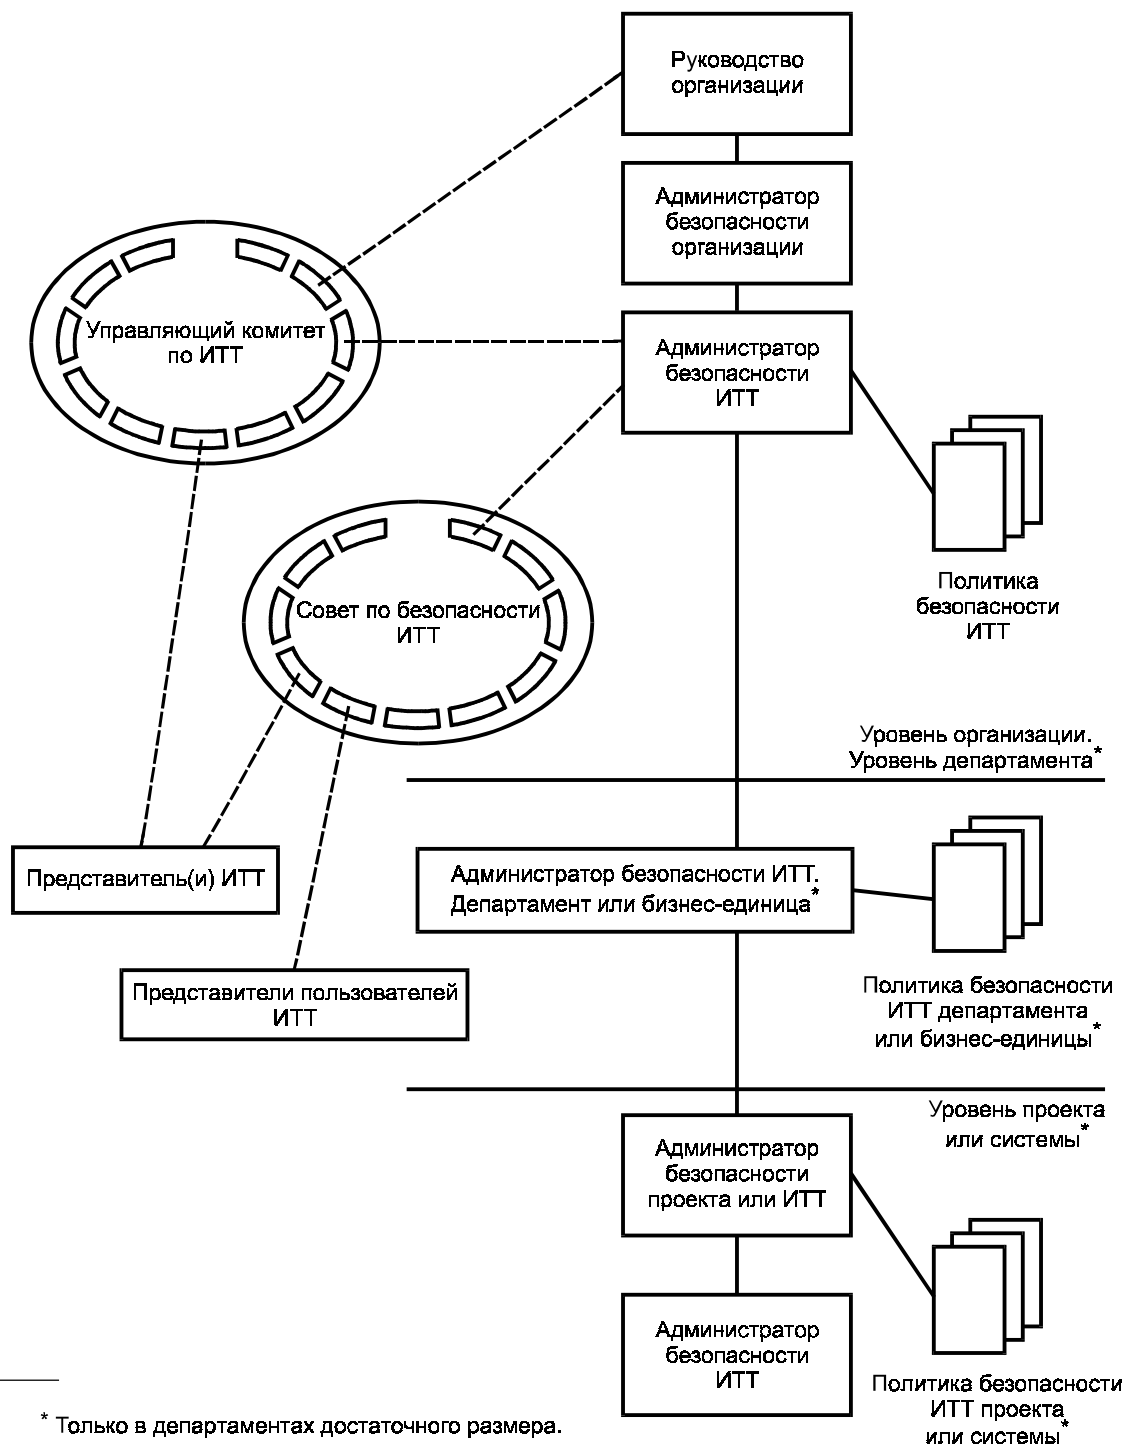 Руководство
организации
Администратор
безопасности
организации
Управляющий комитет
по ИТТ
Администратор
безопасности
ИТТ
Политика
безопасности
ИТТ
Совет по безопасности
ИТТ
Уровень организации.
Уровень департамента*
Представитель(и) ИТТ
Администратор безопасности ИТТ.
Департамент или бизнес-единица*
Представители пользователей
ИТТ
Политика безопасности
ИТТ департамента
или бизнес-единицы*
Уровень проекта
или системы*
Администратор
безопасности
проекта или ИТТ
Администратор
безопасности
ИТТ
Политика безопасности
ИТТ проекта
или системы*
* Только в департаментах достаточного размера.